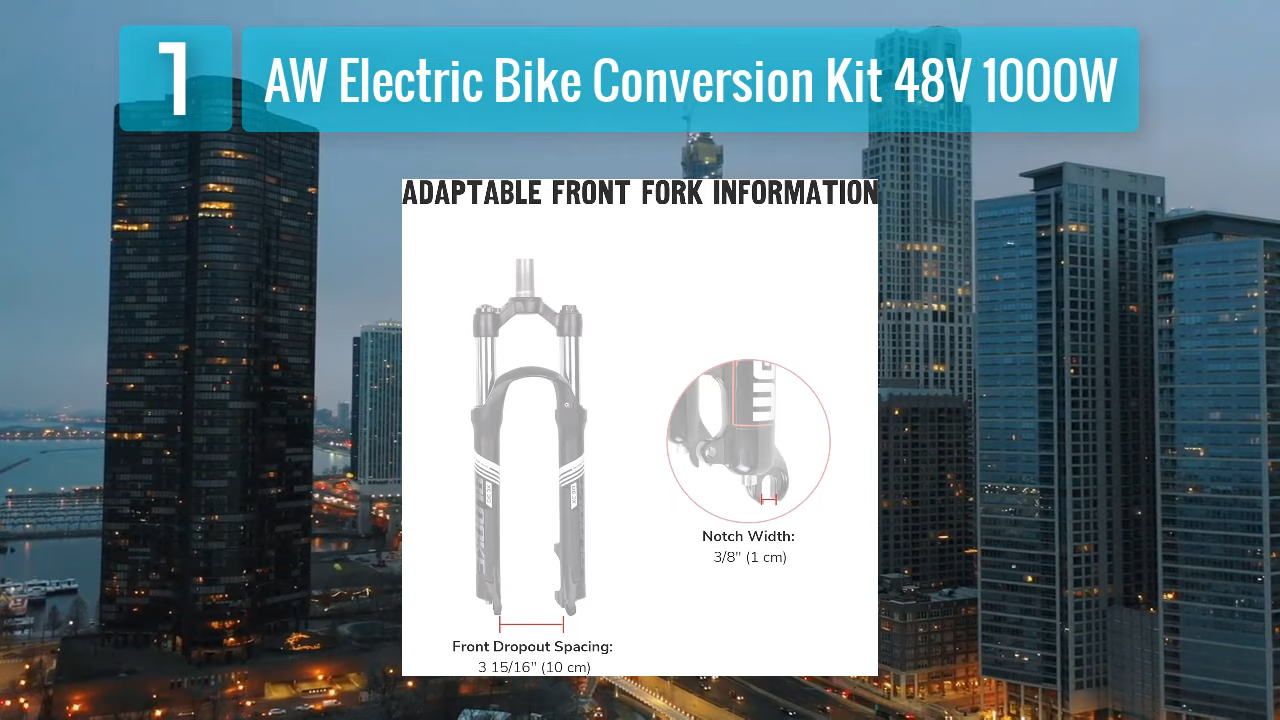 1
AW Electric Bike Conversion Kit 48V 1000W
ADAPTABLE FRONT FORK INFORMATION
Notch Width:
3/8" (1 cm)
Front Dropout Spacing:
3 15/16" (10 cm)